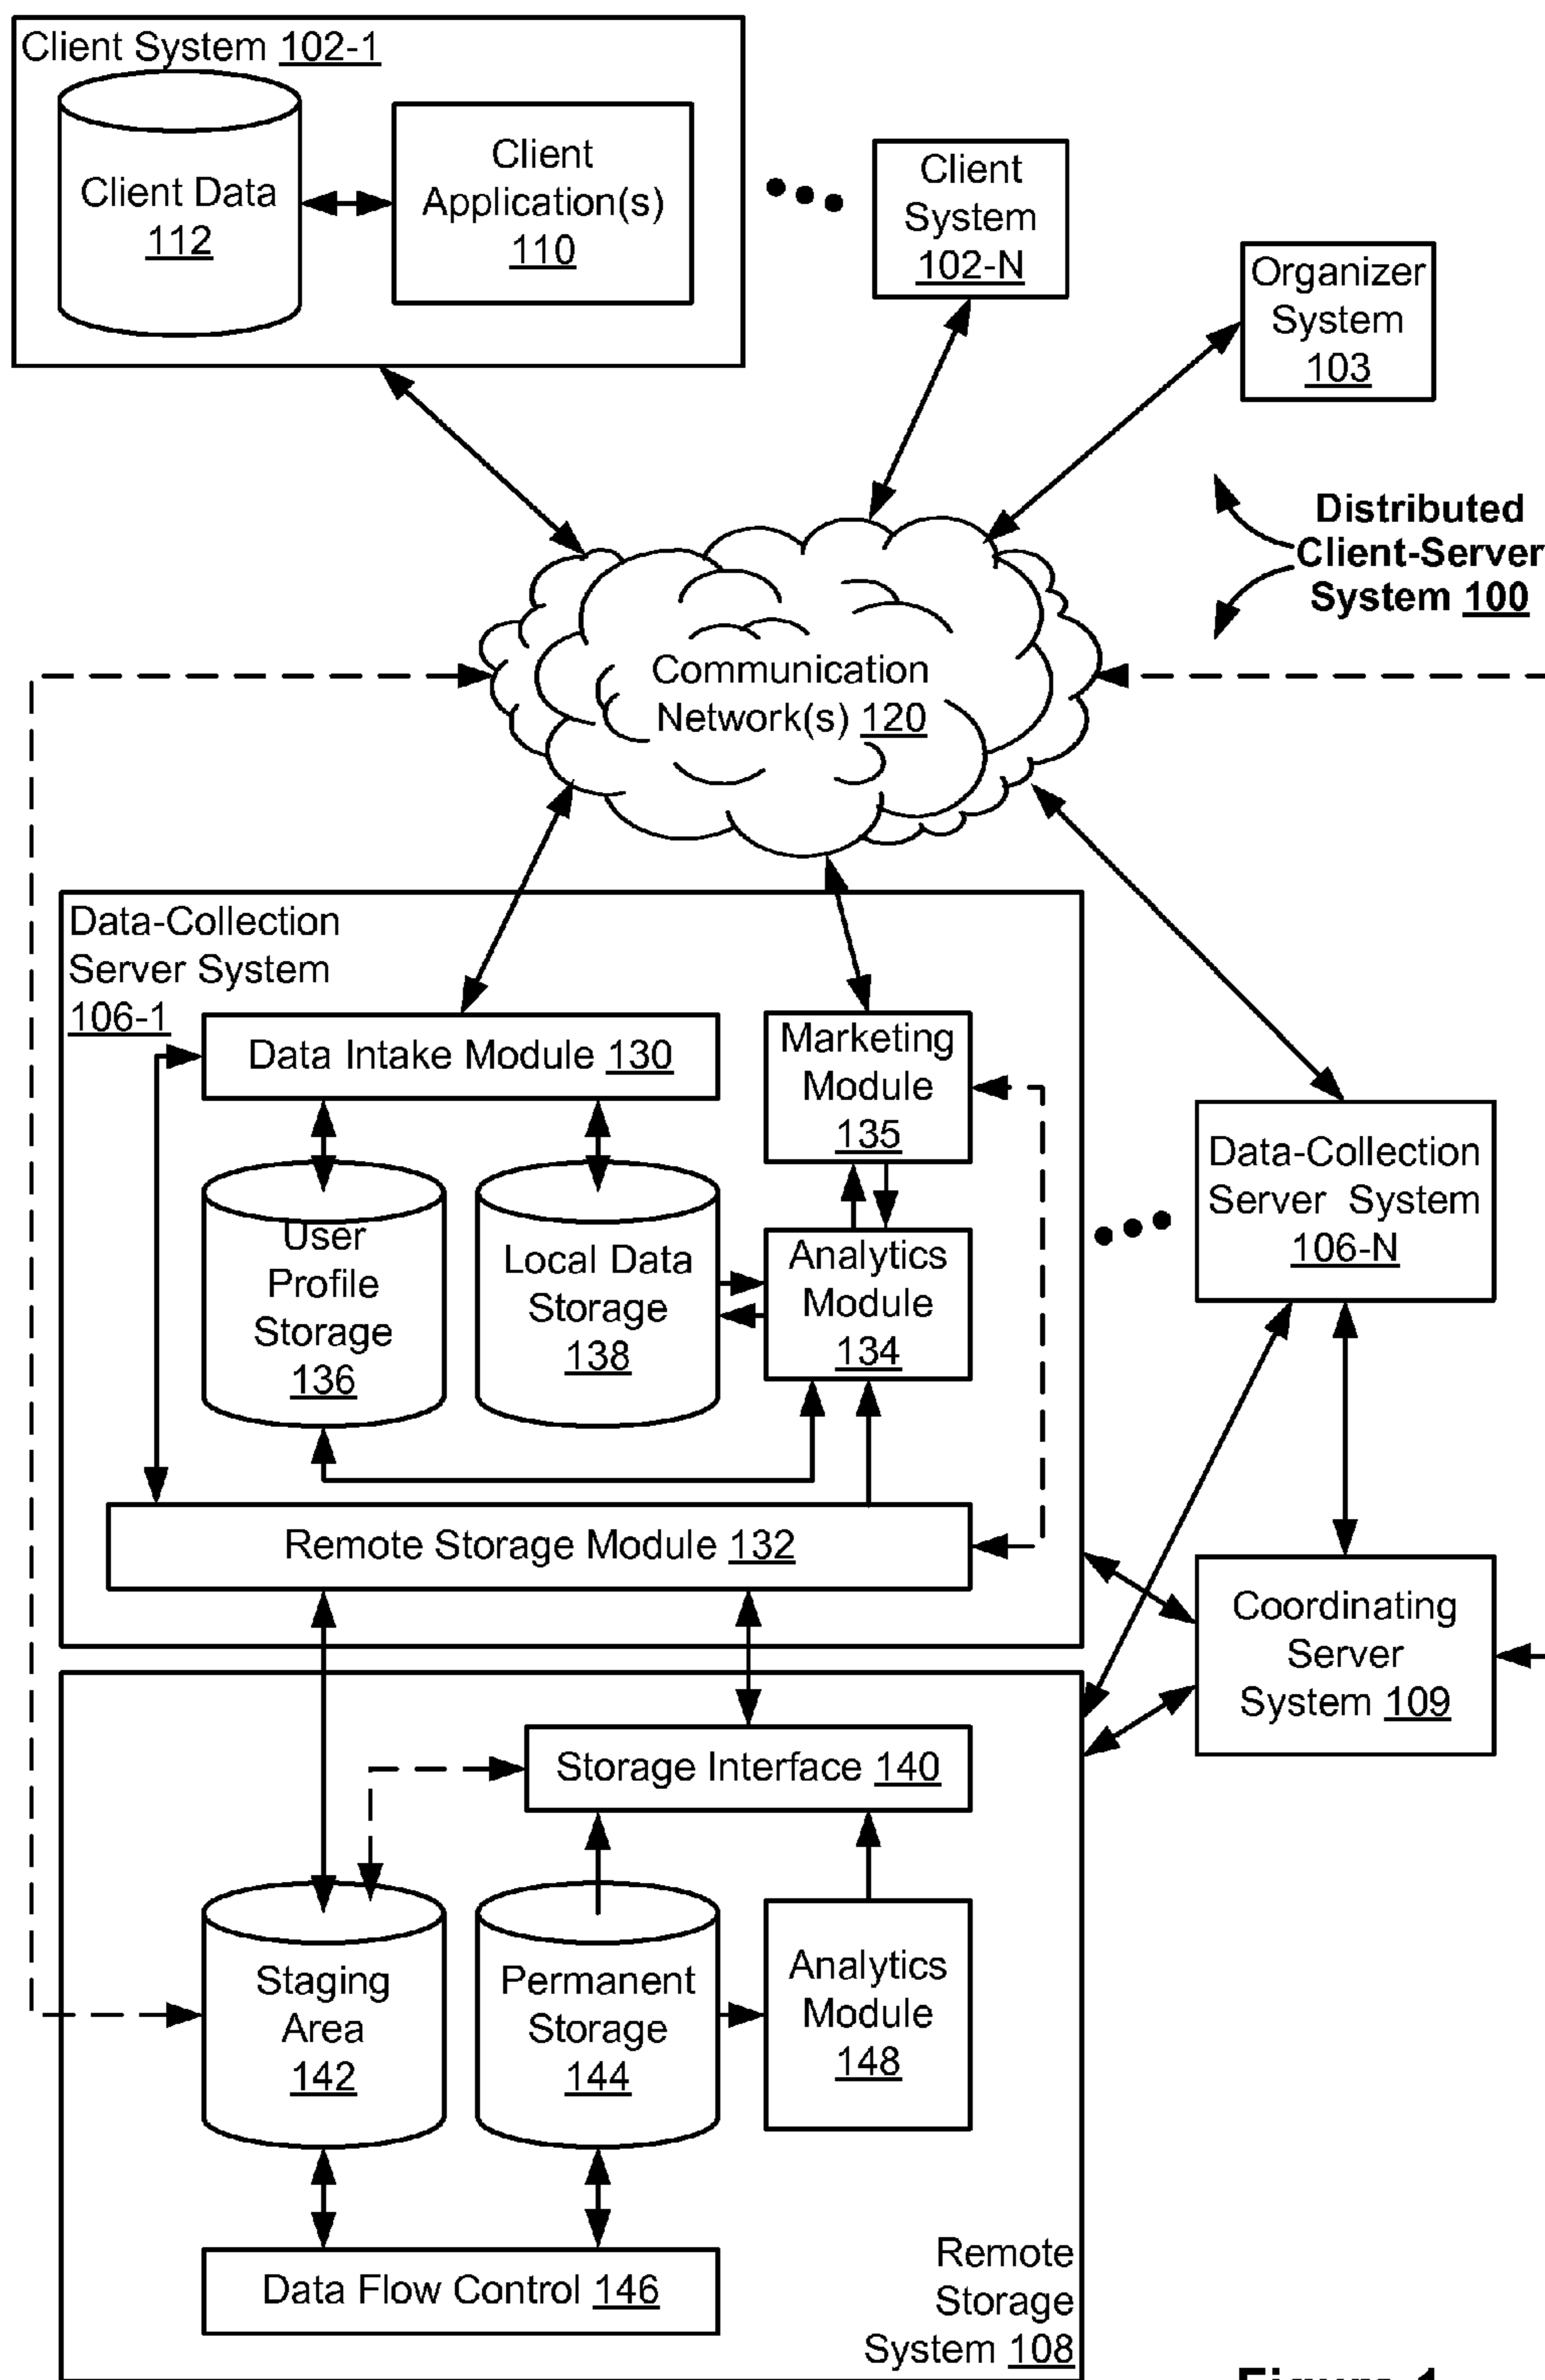 Client System 102-1
Client Data
112
Client
Application(s)
110
Client
System
102-N
Organizer
System
103
Distributed
Client-Server
System 100
Communication
Network(s) 120
Data-Collection
Server System
106-1
Data Intake Module 130
Marketing
Module
135
User
Profile
Storage
136
Local Data
Storage
138
Analytics
Module
134
Data-Collection
Server System
106-N
Remote Storage Module 132
Coordinating
Server
System 109
Storage Interface 140
Staging
Area
142
Permanent
Storage
144
Analytics
Module
148
Data Flow Control 146
Remote
Storage
System 108
Figure 1